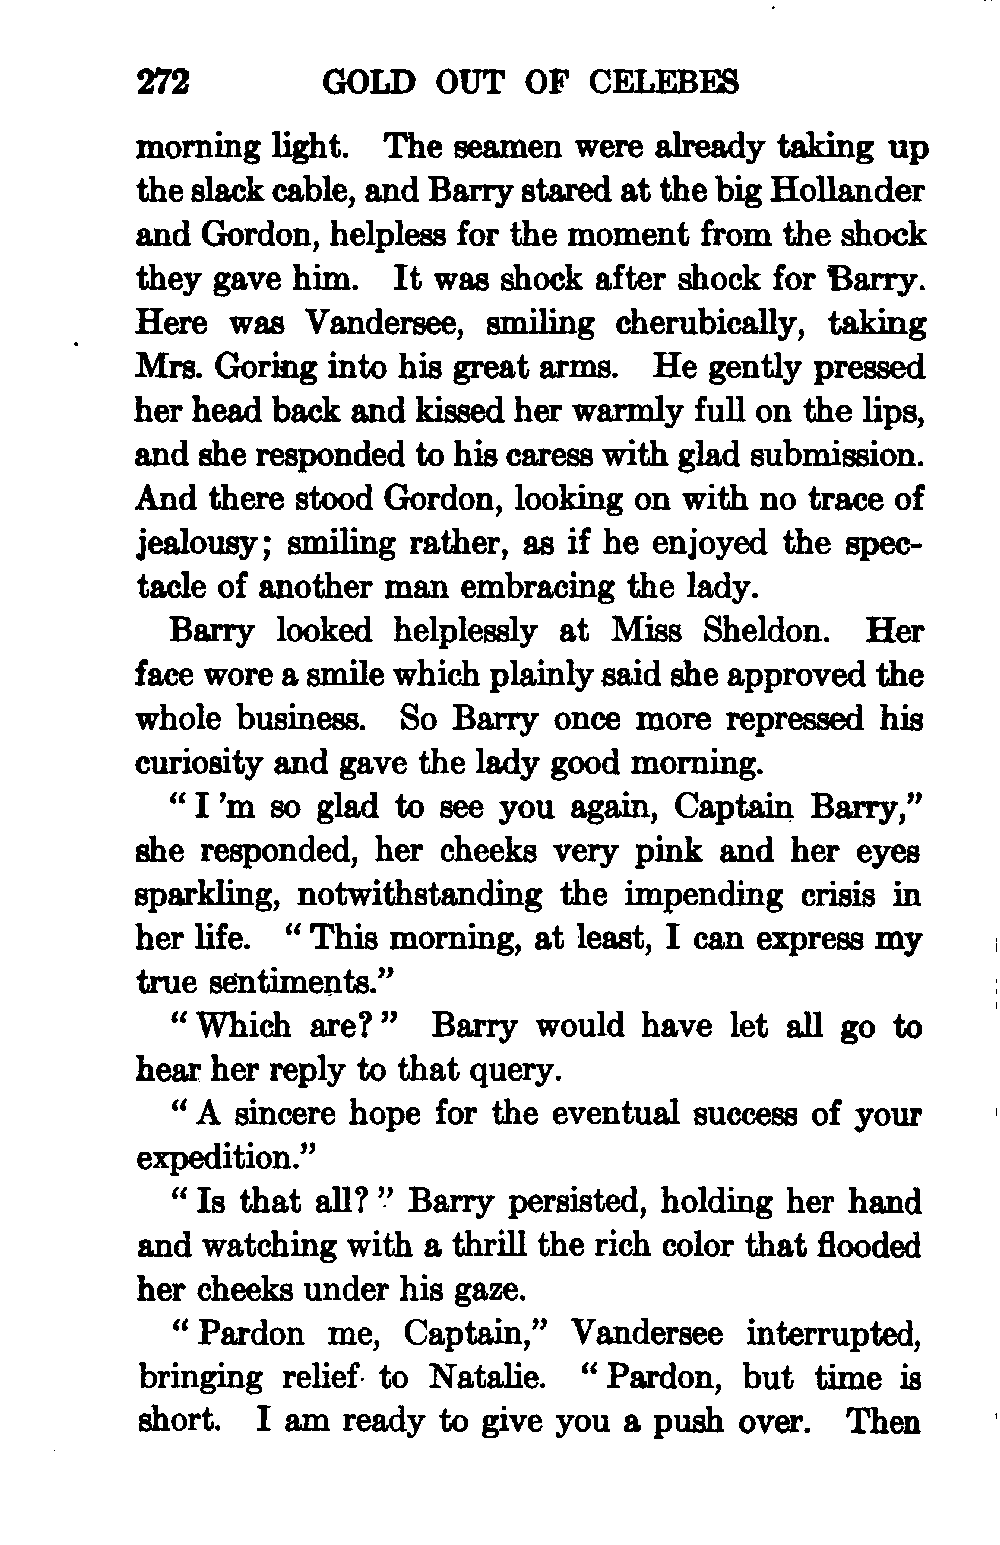 272 GOLD OUT OF CELEBES
morning light. The seamen were already taking up
the slack cable, and Barry stared at the big Hollander
and Gordon, helpless for the moment from the shock
they gave him. It was shock after shock for Barry.
Here was Vandersee, smiling cherubically, taking
Mrs. Goring into his great arms. He gently pressed
her head back and kissed her warmly full on the lips,
and she responded to his caress with glad submission.
And there stood Gordon, looking on with no trace of
jealousy; smiling rather, as if he enjoyed the spec-
tacle of another man embracing the lady.
Barry looked helplessly at Miss Sheldon. Her
face wore a smile which plainly said she approved the
whole business. So Barry once more repressed his
curiosity and gave the lady good morning.
“I 'm so glad to see you again, Captain Barry,”
she responded, her cheeks very pink and her eyes
sparkling, notwithstanding the impending crisis in
her life. “This morning, at least, I can express my
true sentiments.”
“Which are?” Barry would have let all go to
hear her reply to that query.
“A sincere hope for the eventual success of your
expedition.”
“Is that all?” Barry persisted, holding her hand
and watching with a thrill the rich color that flooded
her cheeks under his gaze.
“Pardon me, Captain,” Vandersee interrupted,
bringing relief to Natalie. “Pardon, but time is
short. I am ready to give you a push over. Then